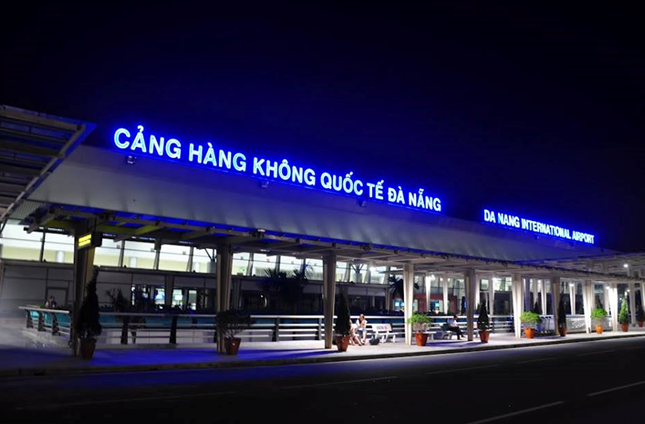 CẢNG HÀNG KHÔNG QUỐC TẾ ĐÀ NẴNG
DA NANG INTERNATIONAL AIRPORT